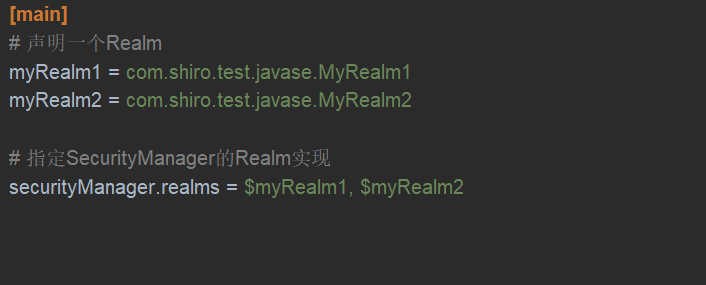 [main]
# 声明一个Realm
myRealm1 = com.shiro.test.javase.MyRealm1
myRealm2 = com.shiro.test.javase.MyRealm2
# 指定SecurityManager的Realm实现
securityManager.realms = $myRealm1, $myRealm2